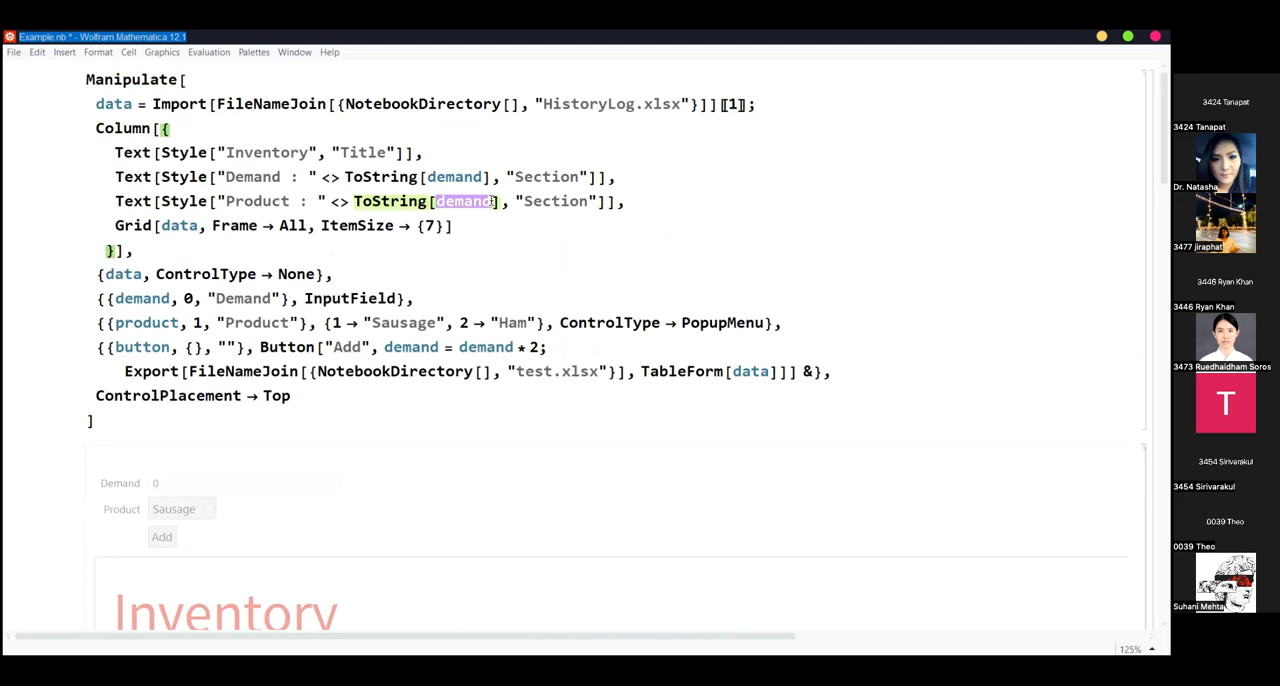 Example.nb * - Wolfram Mathematica 12.1
File Edit Insert Format Cell Graphics Evaluation Palettes Window Help
Manipulate[
data = Import[FileNameJoin[{NotebookDirectory[], "HistoryLog.xlsx"}]]〚1〛;
Column[{
Text[Style["Inventory", "Title"]],
Text[Style["Demand : " <> ToString[demand], "Section"]],
Text[Style["Product : " <> ToString[demand], "Section"]],
Grid[data, Frame → All, ItemSize → {7}]
}],
{data, ControlType → None},
{{demand, 0, "Demand"}, InputField},
{{product, 1, "Product"}, {1 → "Sausage", 2 → "Ham"}, ControlType → PopupMenu},
{{button, {}, ""}, Button["Add", demand = demand * 2;
Export[FileNameJoin[{NotebookDirectory[], "test.xlsx"}], TableForm[data]]] &},
ControlPlacement → Top
]
Demand 0
Product Sausage
Add
Inventory
125%
3424 Tanapat
3424 Tanapat
Dr. Natasha
3477 jiraphat
3446 Ryan Khan
3446 Ryan Khan
3473 Ruedhaidham Soros
T
3454 Sirivarakul
3454 Sirivarakul
0039 Theo
0039 Theo
Suhani Mehta